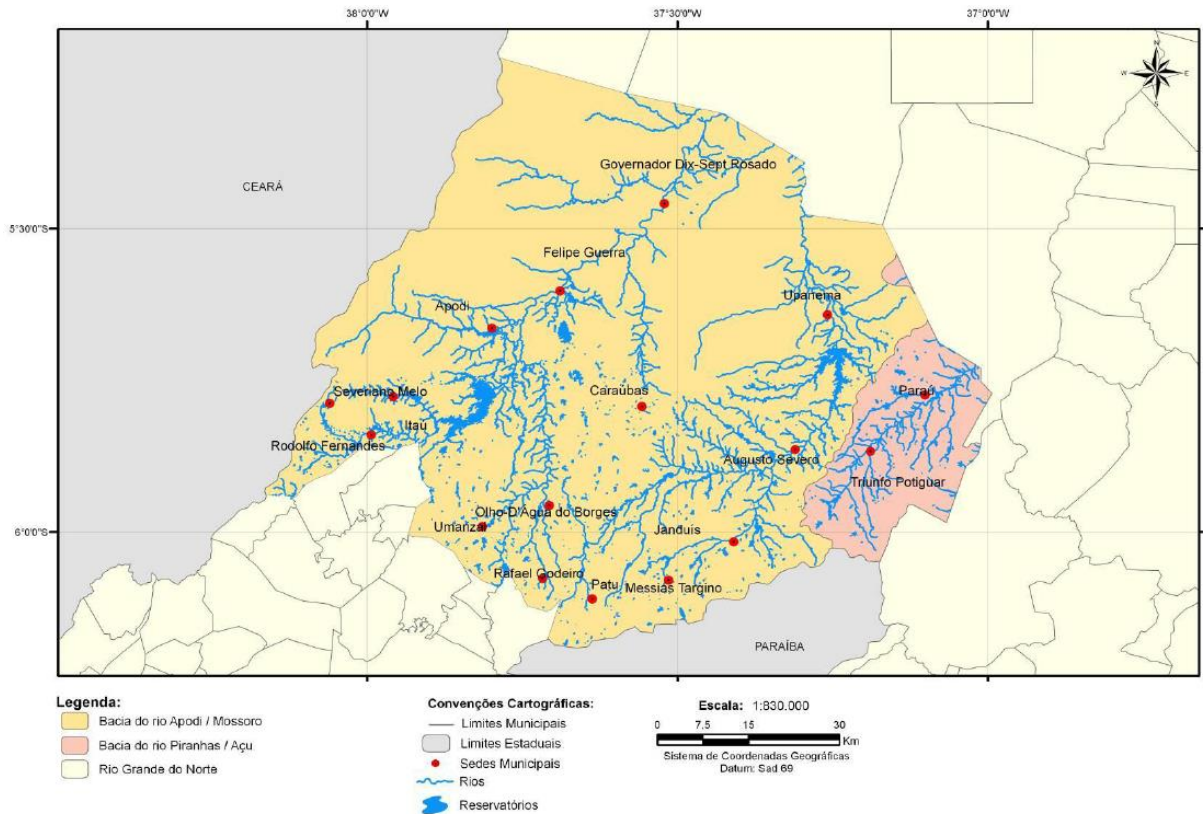 38°0'0"W
37°30'0"W
37°0'0"W
N
W
E
S
Governador Dix-Sept Rosado
CEARÁ
5°30'0"S
Felipe Guerra
Upanema
Apodi
Paraú
Severiano Melo
Caraúbas
Itaú
Rodolfo Fernandes
Augusto Severo
Triunfo Potiguar
Olho-D'Água do Borges
Umarizal
6°0'0"S
Janduís
Rafael Godeiro
Patu
Messias Targino
PARAÍBA
Legenda:
Bacia do rio Apodi / Mossoro
Bacia do rio Piranhas / Açu
Rio Grande do Norte
Convenções Cartográficas:
Limites Municipais
Limites Estaduais
Sedes Municipais
Rios
Reservatórios
Escala: 1:830.000
0 7.5 15 30
Km
Sistema de Coordenadas Geográficas
Datum: Sad 69